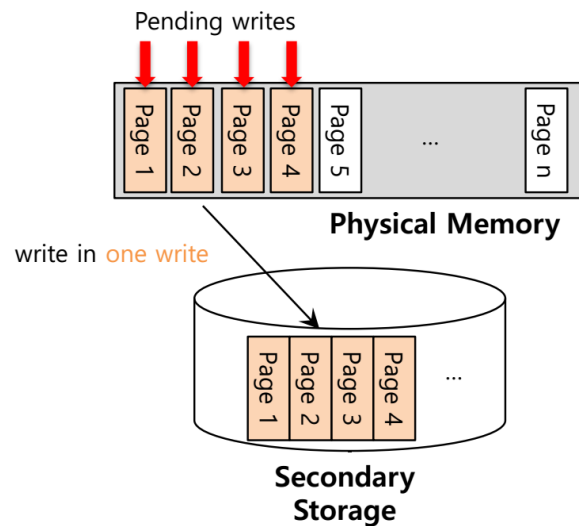 Pending writes
Page 1
Page 2
Page 3
Page 4
Page 5
...
Page n
Physical Memory
write in one write
Page 1
Page 2
Page 3
Page 4
...
Secondary
Storage